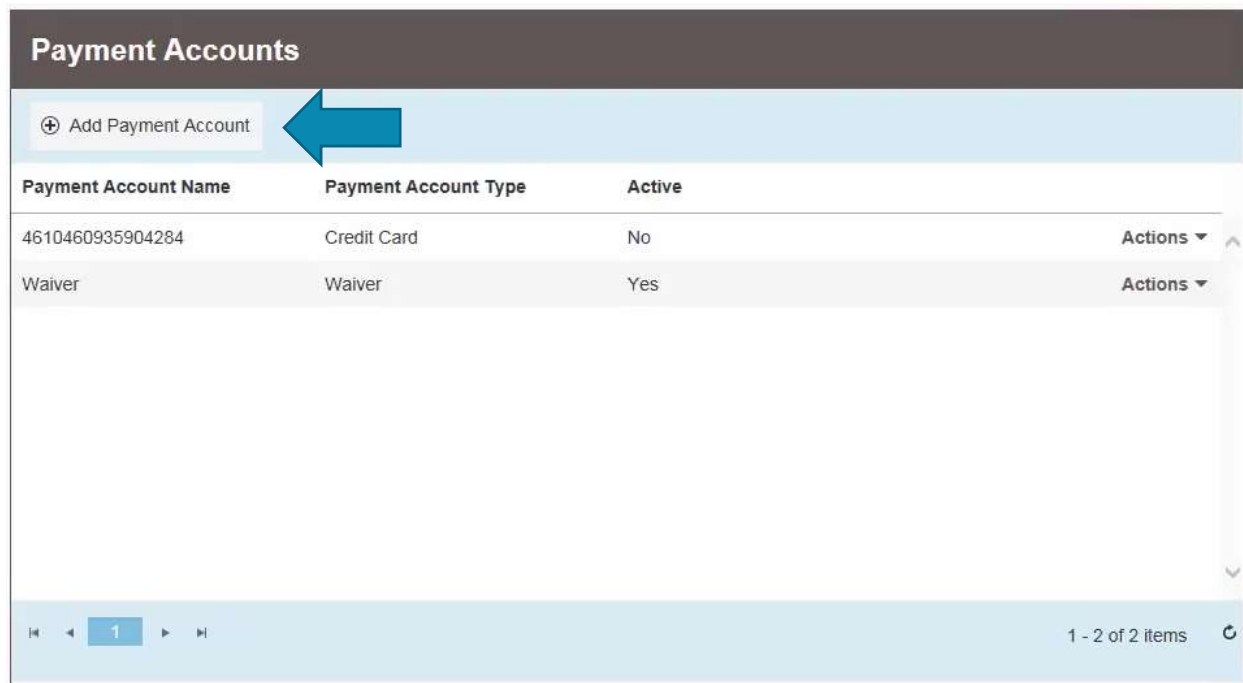 Payment Accounts
Add Payment Account
Payment Account Name Payment Account Type Active
4610460935904284 Credit Card No Actions
Waiver Waiver Yes Actions
1 1 - 2 of 2 items